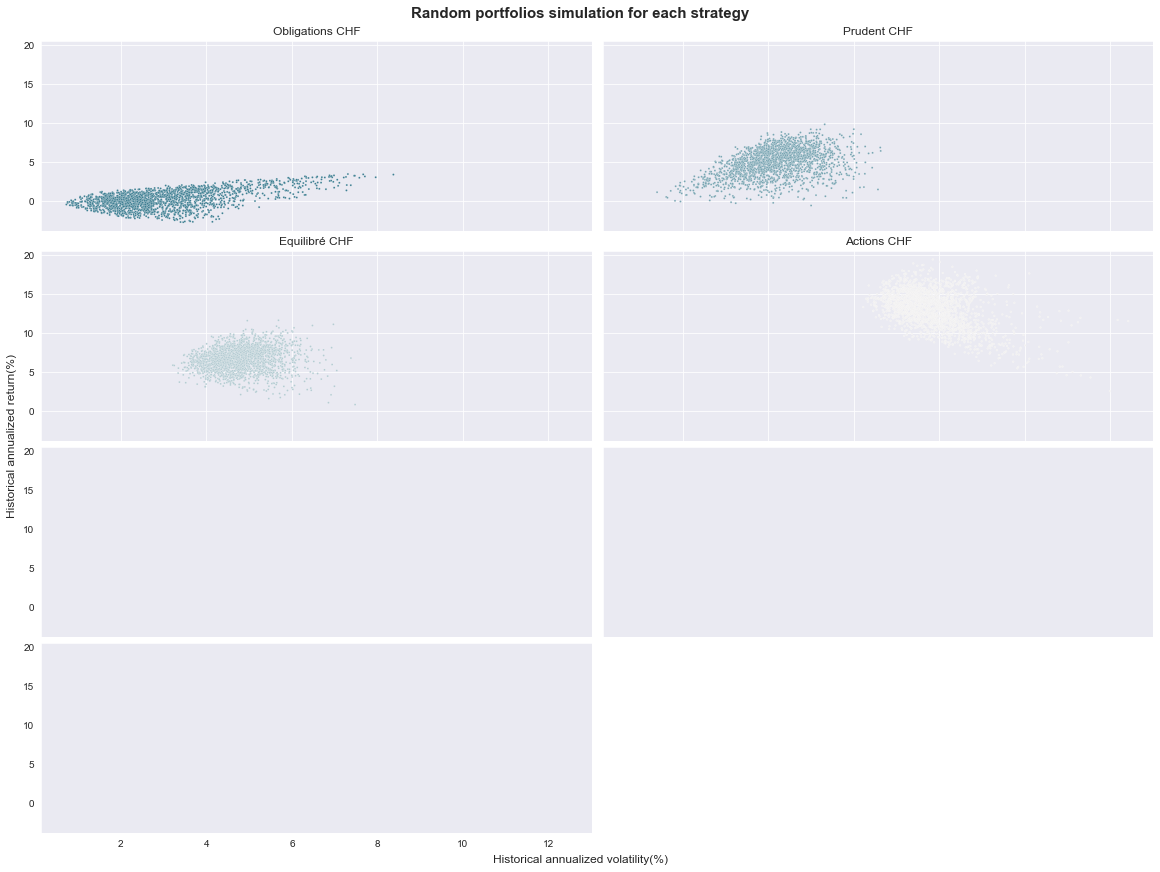 Random portfolios simulation for each strategy
Obligations CHF
Prudent CHF
20
15
10
5
0
Equilibré CHF
Actions CHF
20
15
10
5
0
Historical annualized return(%)
20
15
10
5
0
20
15
10
5
0
2 4 6 8 10 12
Historical annualized volatility(%)